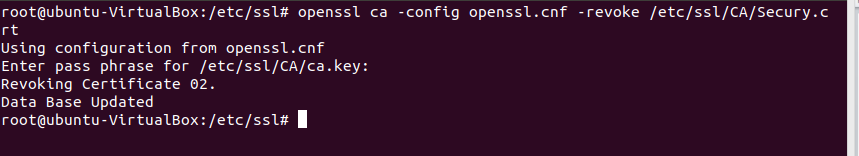 root@ubuntu-VirtualBox:/etc/ssl# openssl ca -config openssl.cnf -revoke /etc/ssl/CA/Secury.c
rt
Using configuration from openssl.cnf
Enter pass phrase for /etc/ssl/CA/ca.key:
Revoking Certificate 02.
Data Base Updated
root@ubuntu-VirtualBox:/etc/ssl#